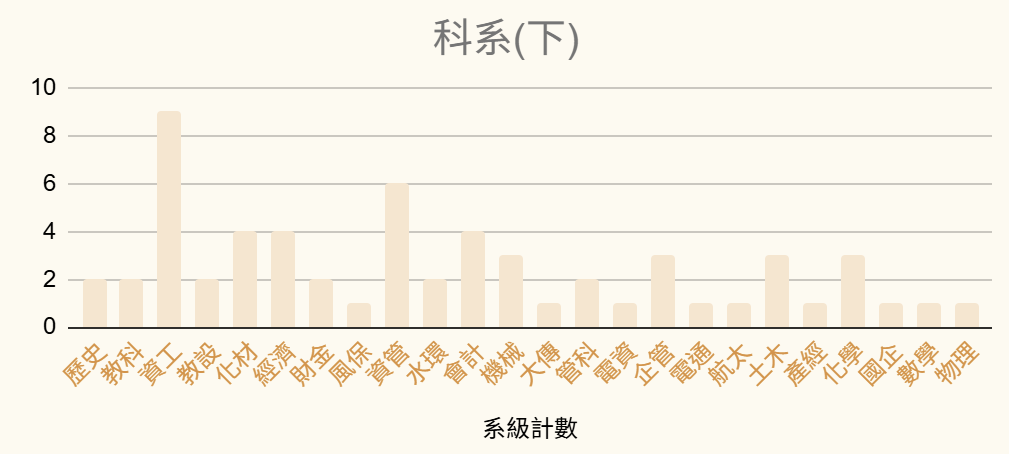 科系(下)
10
8
6
4
2
0
歷史
教科
資工
教設
化材
經濟
財金
風保
資管
水環
會計
機械
大傳
管科
電資
企管
電通
航太
土木
產經
化學
國企
數學
物理
系級計數